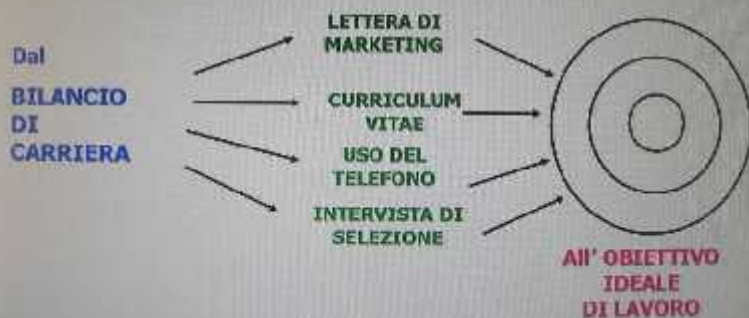 Dal
BILANCIO
DI
CARRIERA
LETTERA DI
MARKETING
CURRICULUM
VITAE
USO DEL
TELEFONO
INTERVISTA DI
SELEZIONE
All' OBIETTIVO
IDEALE
DI LAVORO